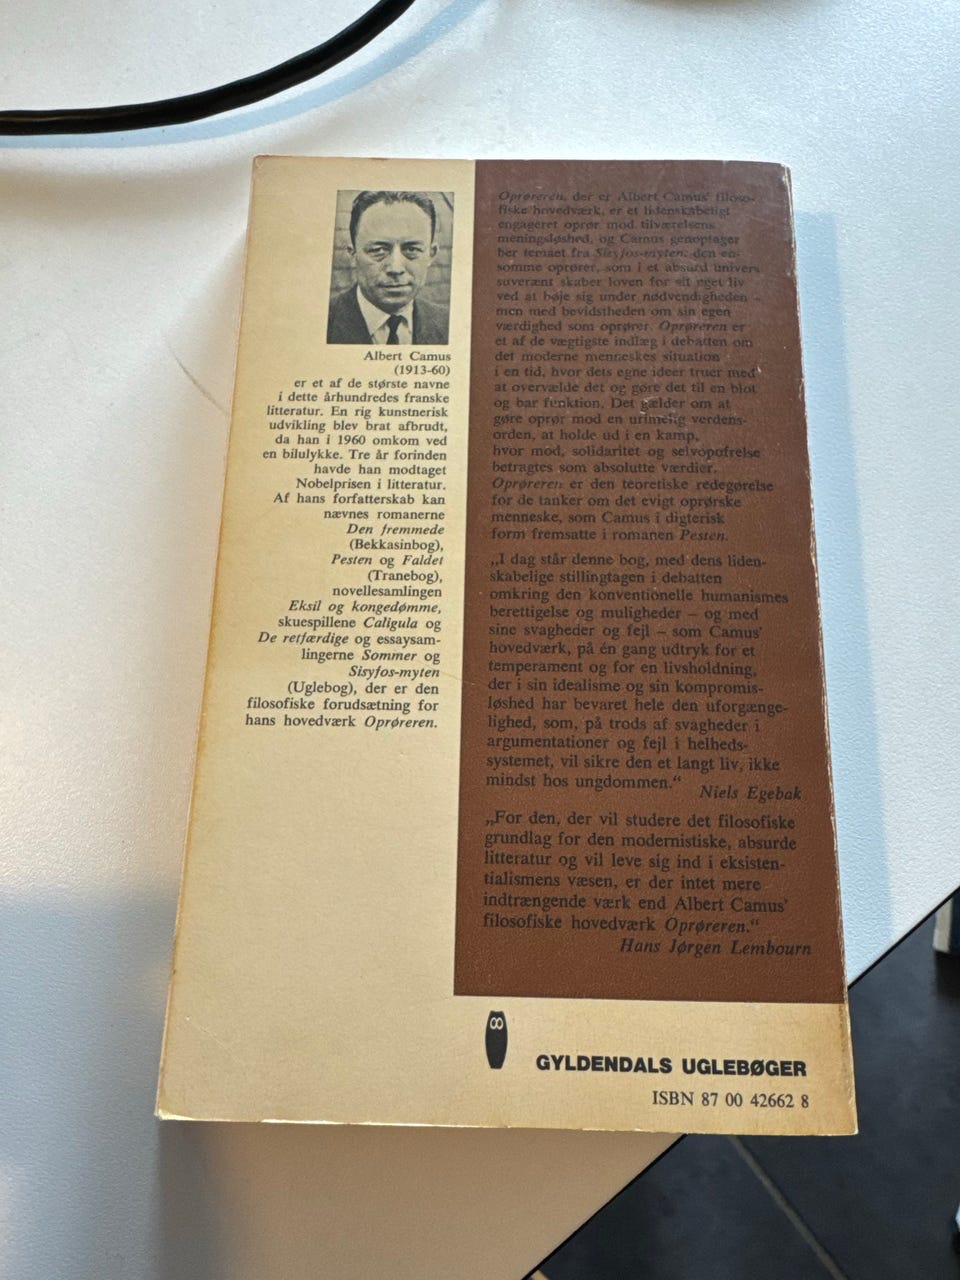 Albert Camus
(1913-60)
er et af de største navne
i dette århundredes franske
litteratur. En rig kunstnerisk
udvikling blev brat afbrudt,
da han i 1960 omkom ved
en bilulykke. Tre år forinden
havde han modtaget
Nobelprisen i litteratur.
Af hans forfatterskab kan
nævnes romanerne
Den fremmede
(Bekkasinbog),
Pesten og Faldet
(Tranebog),
novellesamlingen
Eksil og kongedømme,
skuespillene Caligula og
De retfærdige og essaysam-
lingerne Sommer og
Sisyfos-myten
(Uglebog), der er den
filosofiske forudsætning for
hans hovedværk Oprøreren.
Oprøreren, der er Albert Camus' filoso-
fiske hovedværk, er et lidenskabeligt
engageret oprør mod tilværelsens
meningsløshed, og Camus genoptager
her temaet fra Sisyfos-myten: den en-
somme oprører, som i et absurd univers
suverænt skaber loven for sit eget liv
ved at bøje sig under nødvendigheden –
men med bevidstheden om sin egen
værdighed som oprører. Oprøreren er
et af de vægtigste indlæg i debatten om
det moderne menneskes situation
i en tid, hvor dets egne ideer truer med
at overvælde det og gøre det til en blot
og bar funktion. Det gælder om at
gøre oprør mod en urimelig verdens-
orden, at holde ud i en kamp,
hvor mod, solidaritet og selvopofrelse
betragtes som absolutte værdier.
Oprøreren er den teoretiske redegørelse
for de tanker om det evigt oprørske
menneske, som Camus i digterisk
form fremsatte i romanen Pesten.
„I dag står denne bog, med dens liden-
skabelige stillingtagen i debatten
omkring den konventionelle humanismes
berettigelse og muligheder – og med
sine svagheder og fejl – som Camus'
hovedværk, på én gang udtryk for et
temperament og for en livsholdning,
der i sin idealisme og sin kompromis-
løshed har bevaret hele den uforgænge-
lighed, som, på trods af svagheder i
argumentationer og fejl i helheds-
systemet, vil sikre den et langt liv, ikke
mindst hos ungdommen.“
Niels Egebak
„For den, der vil studere det filosofiske
grundlag for den modernistiske, absurde
litteratur og vil leve sig ind i eksisten-
tialismens væsen, er der intet mere
indtrængende værk end Albert Camus'
filosofiske hovedværk Oprøreren.“
Hans Jørgen Lembourn
GYLDENDALS UGLEBØGER
ISBN 87 00 42662 8